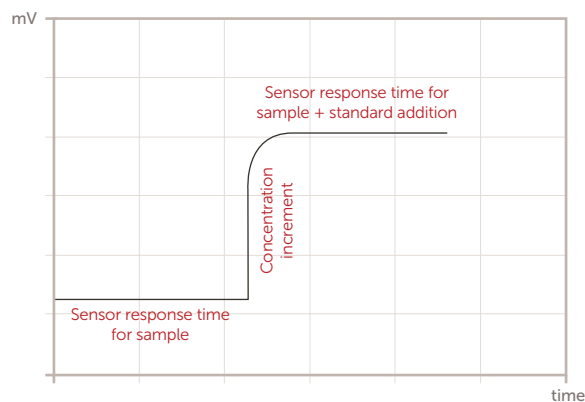 mV
Sensor response time for
sample + standard addition
Concentration
increment
Sensor response time
for sample
time